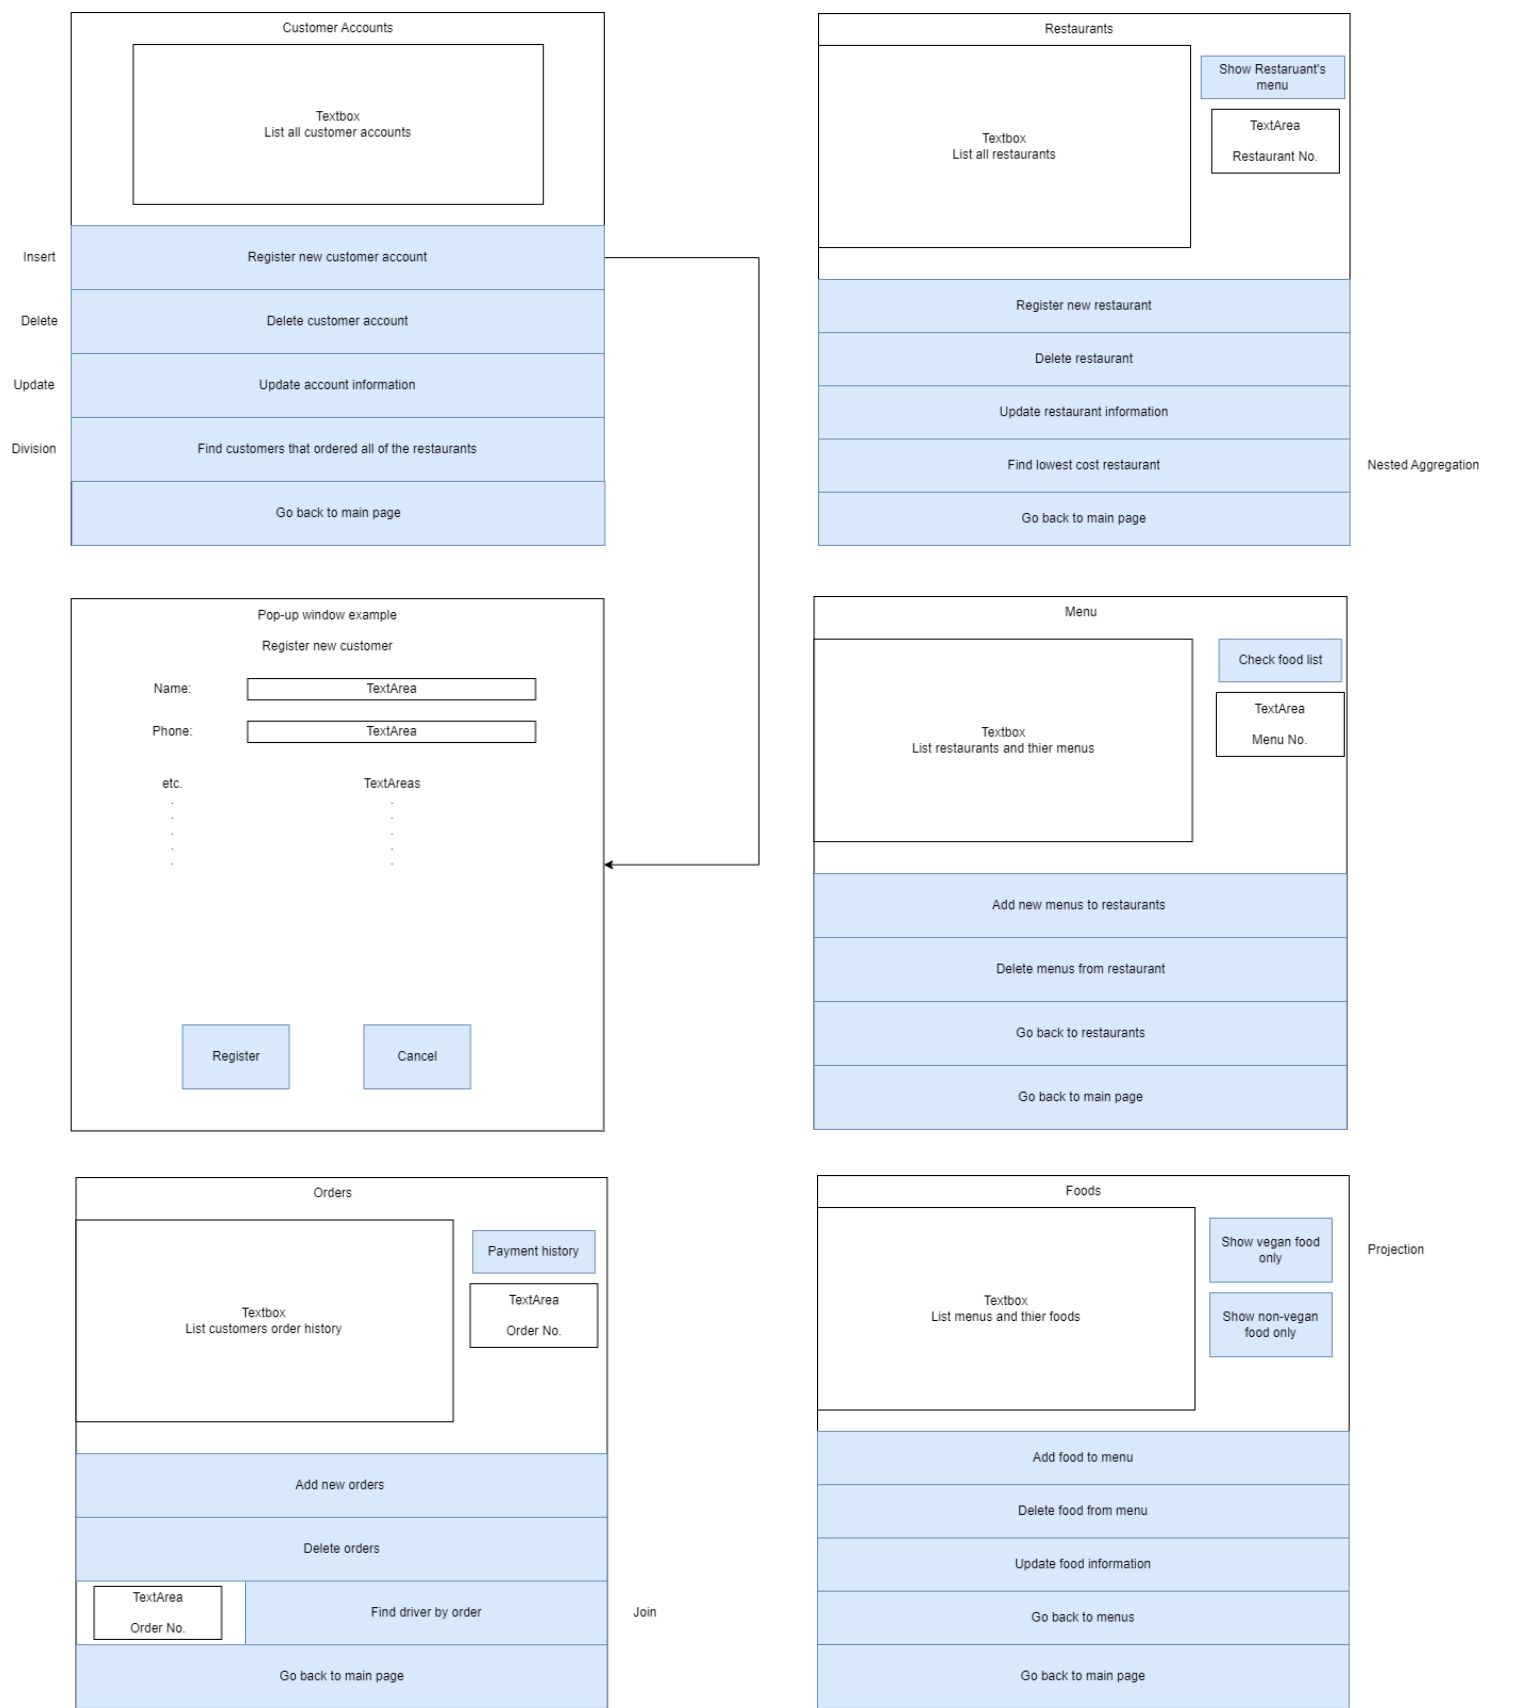 Customer Accounts
Textbox
List all customer accounts
Insert
Register new customer account
Delete
Delete customer account
Update
Update account information
Division
Find customers that ordered all of the restaurants
Go back to main page
Restaurants
Textbox
List all restaurants
Show Restaruant's
menu
TextArea
Restaurant No.
Register new restaurant
Delete restaurant
Update restaurant information
Find lowest cost restaurant
Nested Aggregation
Go back to main page
Pop-up window example
Register new customer
Name:
TextArea
Phone:
TextArea
etc.
TextAreas
.
.
.
.
.
.
.
.
.
.
Register
Cancel
Menu
Textbox
List restaurants and thier menus
Check food list
TextArea
Menu No.
Add new menus to restaurants
Delete menus from restaurant
Go back to restaurants
Go back to main page
Orders
Textbox
List customers order history
Payment history
TextArea
Order No.
Add new orders
Delete orders
TextArea
Order No.
Find driver by order
Join
Go back to main page
Foods
Textbox
List menus and thier foods
Show vegan food
only
Projection
Show non-vegan
food only
Add food to menu
Delete food from menu
Update food information
Go back to menus
Go back to main page